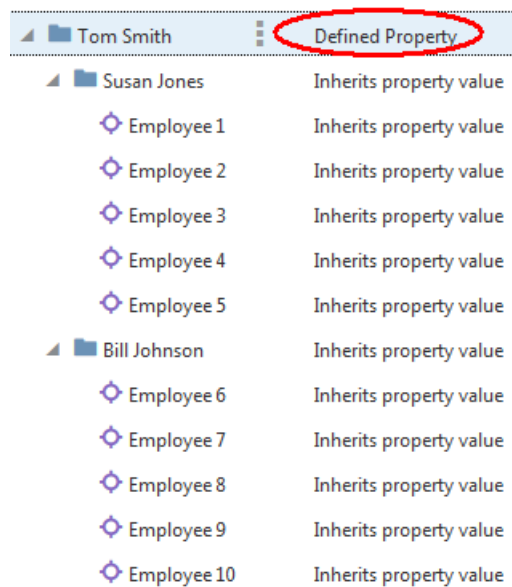 Tom Smith Defined Property
Susan Jones Inherits property value
Employee 1 Inherits property value
Employee 2 Inherits property value
Employee 3 Inherits property value
Employee 4 Inherits property value
Employee 5 Inherits property value
Bill Johnson Inherits property value
Employee 6 Inherits property value
Employee 7 Inherits property value
Employee 8 Inherits property value
Employee 9 Inherits property value
Employee 10 Inherits property value